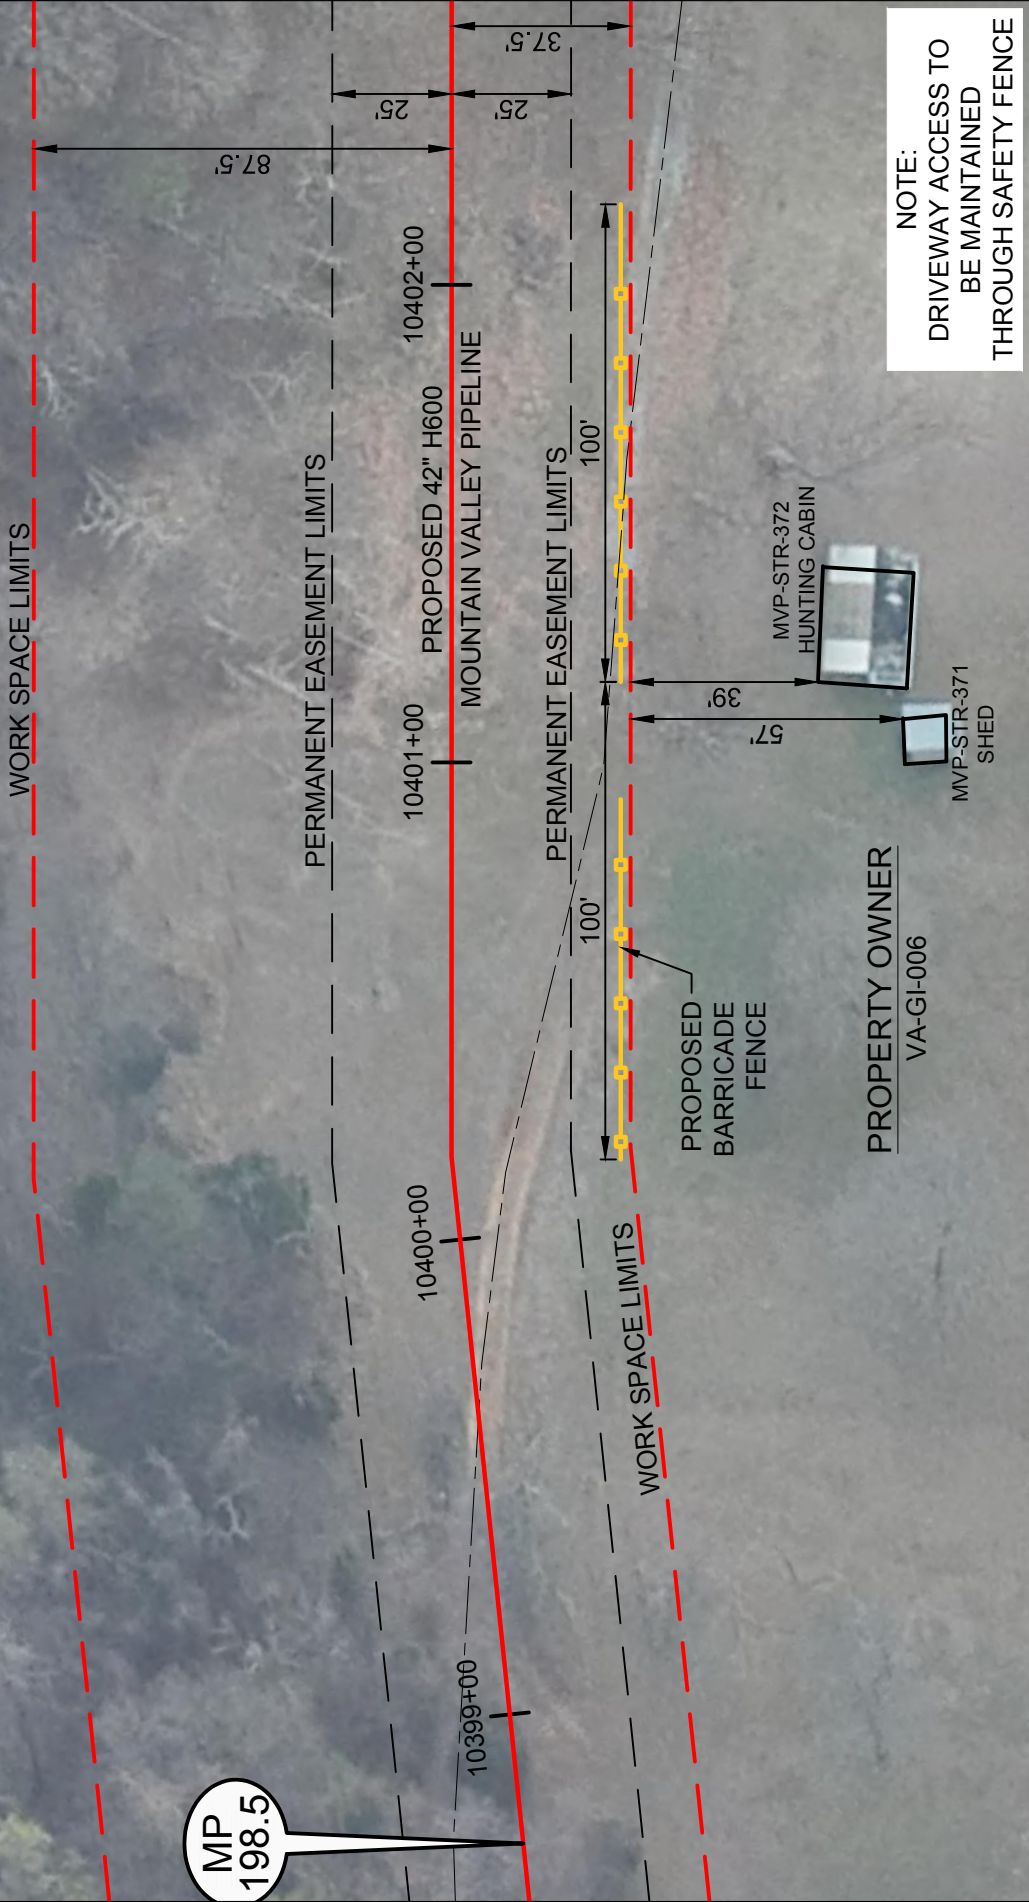 WORK SPACE LIMITS
PERMANENT EASEMENT LIMITS
PROPOSED 42" H600
MOUNTAIN VALLEY PIPELINE
PERMANENT EASEMENT LIMITS
WORK SPACE LIMITS
10399+00
10400+00
10401+00
10402+00
87.5'
25'
25'
37.5'
100'
100'
39'
57'
MP
198.5
PROPOSED
BARRICADE
FENCE
PROPERTY OWNER
VA-GI-006
MVP-STR-371
SHED
MVP-STR-372
HUNTING CABIN
NOTE:
DRIVEWAY ACCESS TO
BE MAINTAINED
THROUGH SAFETY FENCE